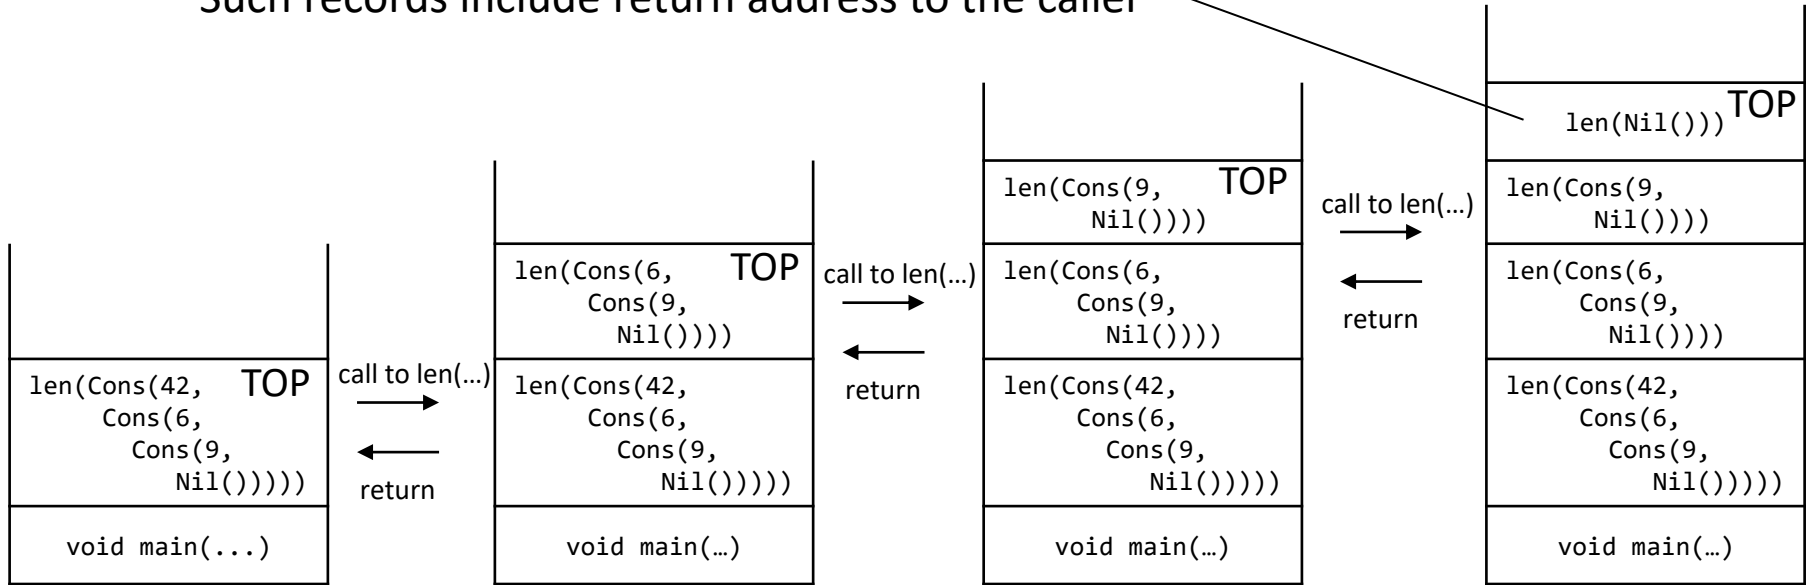 Such records include return address to the caller
len(Cons(42,
Cons(6,
Cons(9,
Nil()))))
TOP
void main(...)
call to len(…)
return
len(Cons(6,
Cons(9,
Nil())))
TOP
len(Cons(42,
Cons(6,
Cons(9,
Nil()))))
void main(…)
call to len(…)
return
len(Cons(9,
Nil())))
TOP
len(Cons(6,
Cons(9,
Nil())))
len(Cons(42,
Cons(6,
Cons(9,
Nil()))))
void main(…)
call to len(…)
return
len(Nil()))
TOP
len(Cons(9,
Nil())))
len(Cons(6,
Cons(9,
Nil())))
len(Cons(42,
Cons(6,
Cons(9,
Nil()))))
void main(…)